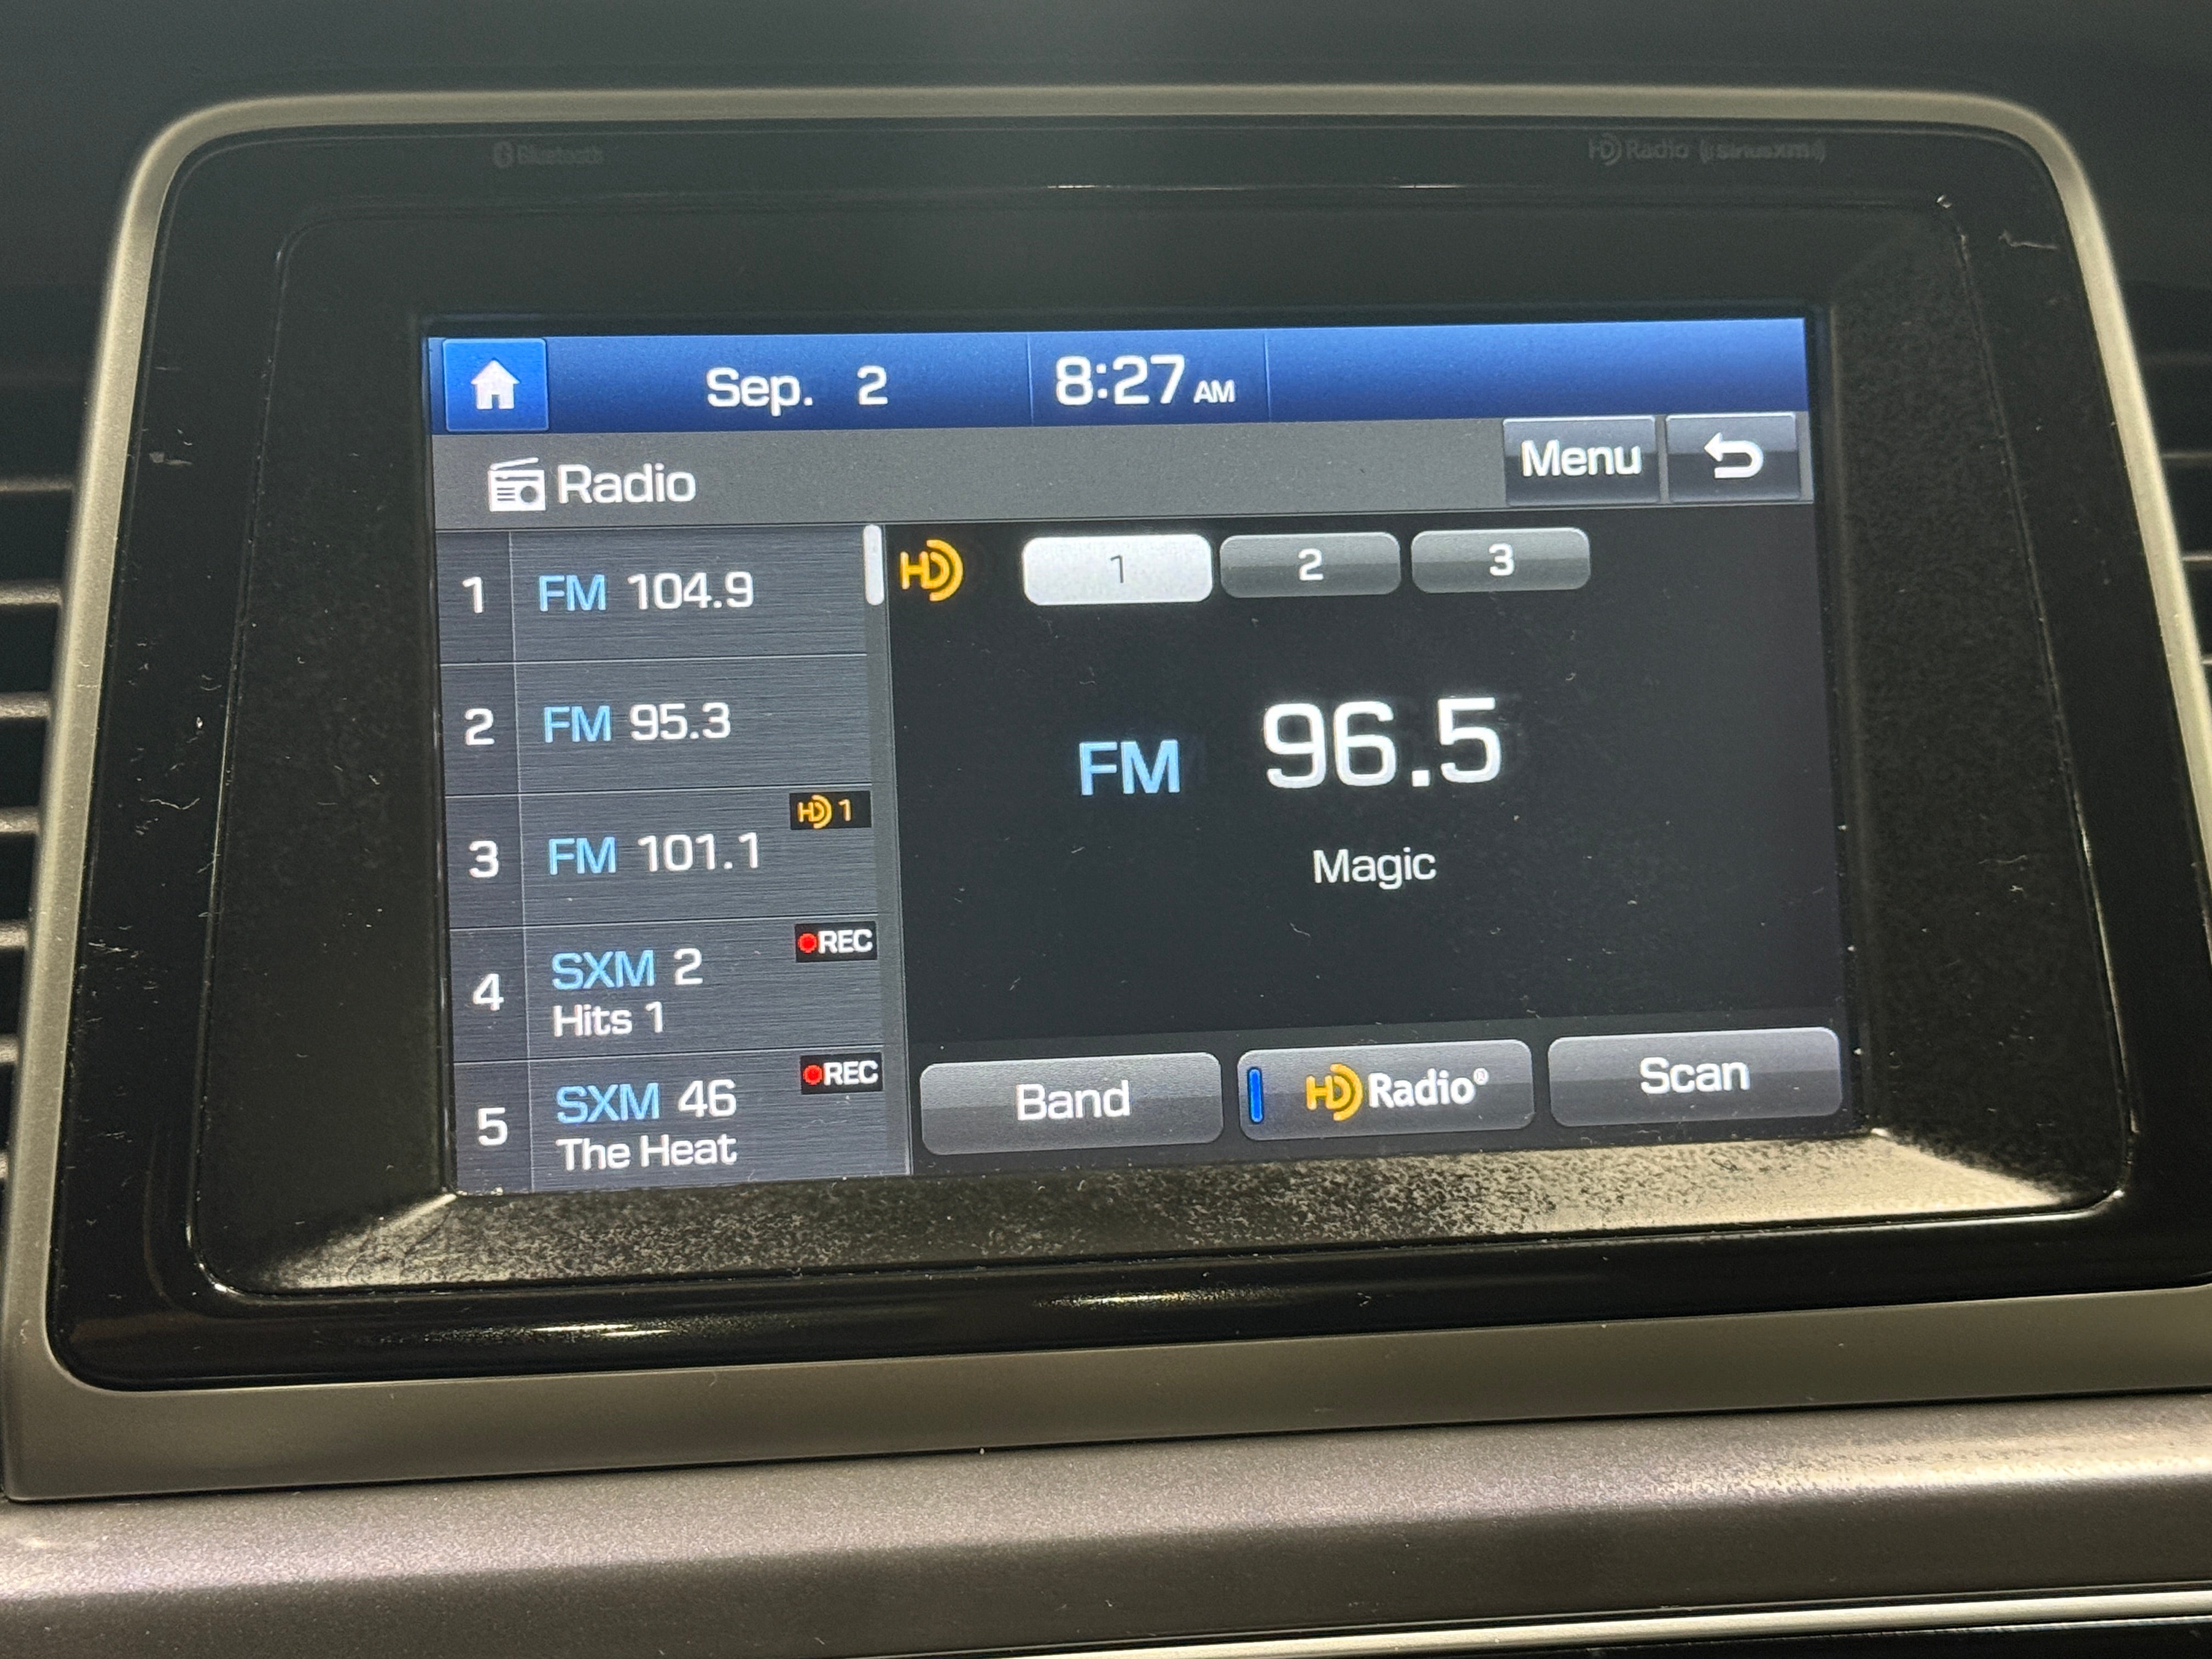 Bluetooth
HD Radio (((siriusxm)))
Sep. 2 8:27 AM
Radio Menu
HD 1 2 3
1 FM 104.9
2 FM 95.3
HD 1
3 FM 101.1
REC
4 SXM 2
Hits 1
REC
5 SXM 46
The Heat
FM 96.5
Magic
Band HD Radio® Scan